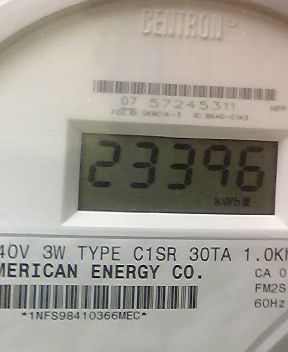 CENTRON
07 57245311
23396
kWh
40V 3W TYPE C1SR 30TA 1.0Kh
MERICAN ENERGY CO.
CA 0
FM2S
60Hz
*1NFS98410366MEC*